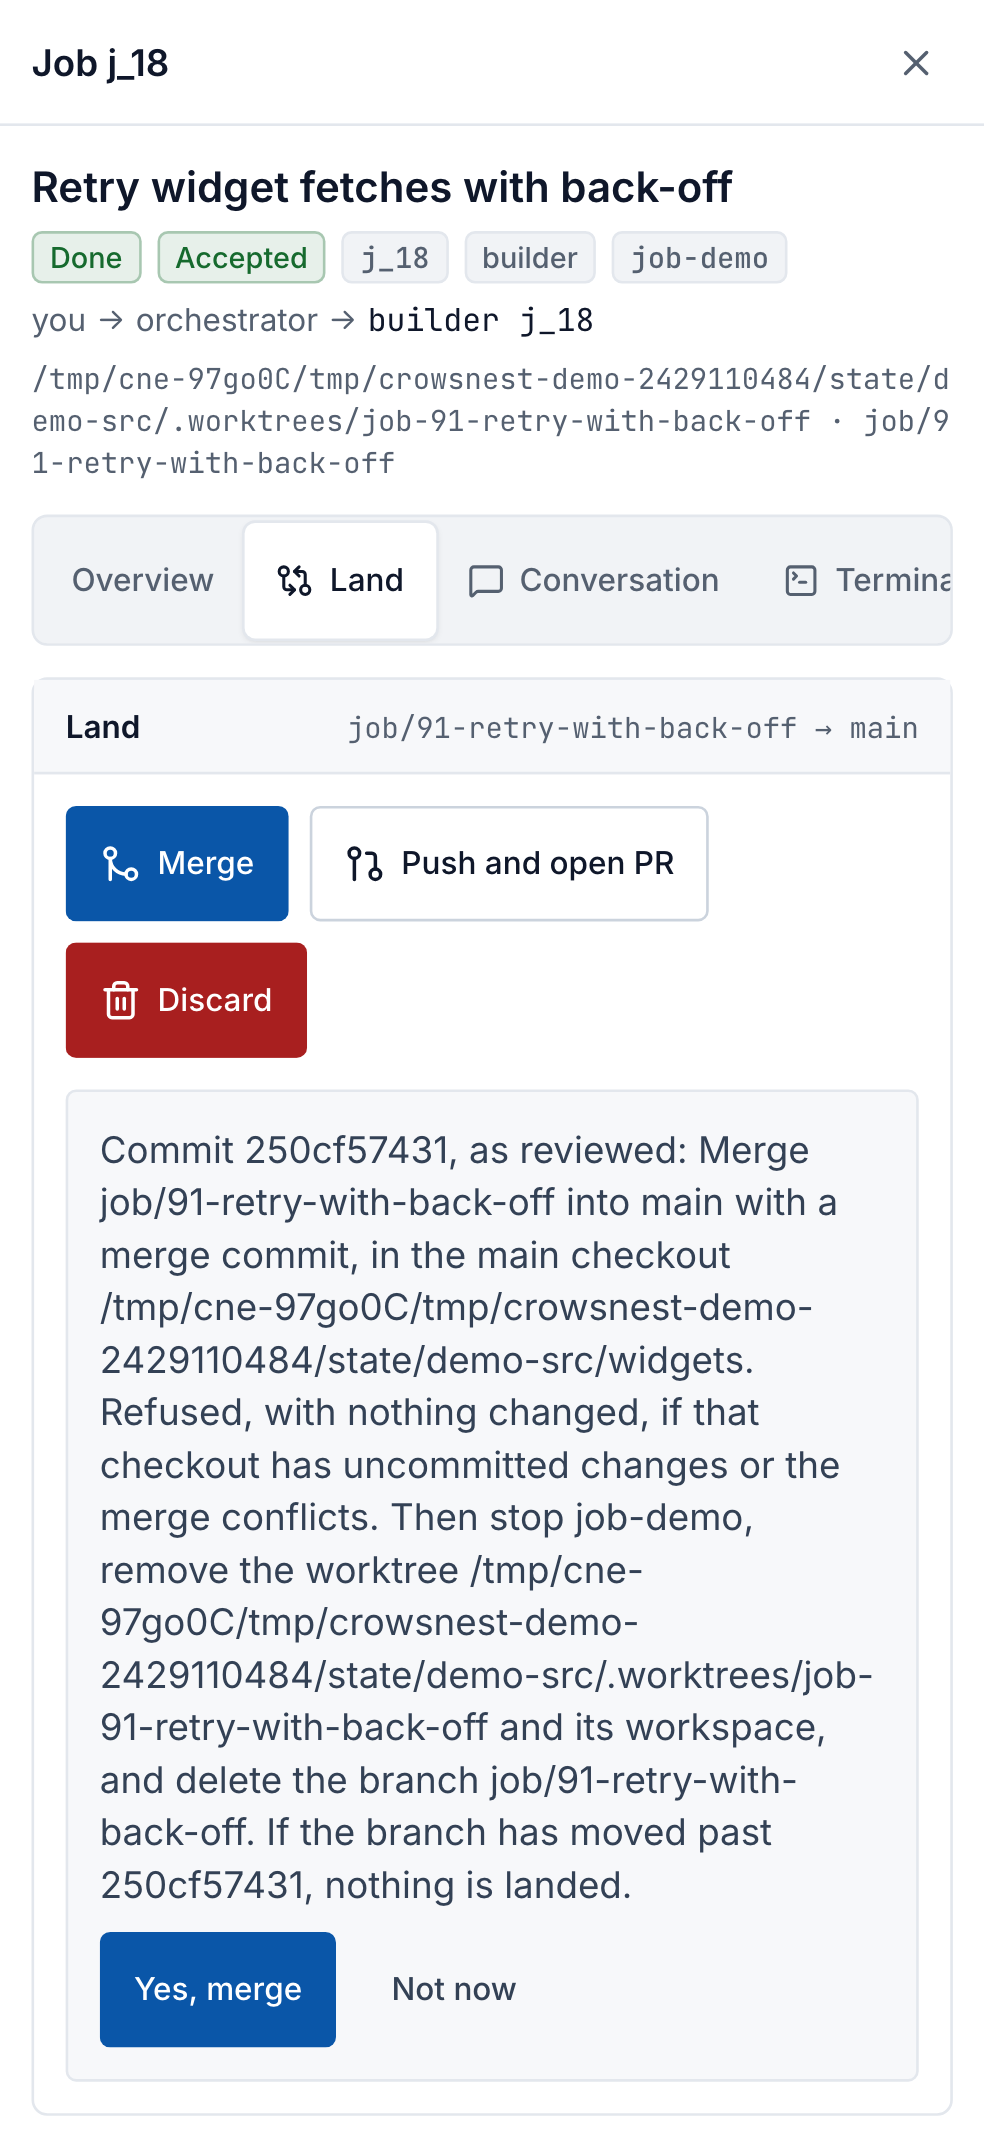 Job j_18
Retry widget fetches with back-off
Done Accepted j_18 builder job-demo
you → orchestrator → builder j_18
/tmp/cne-97go0C/tmp/crowsnest-demo-2429110484/state/d
emo-src/.worktrees/job-91-retry-with-back-off · job/9
1-retry-with-back-off
Overview Land Conversation Termina
Land job/91-retry-with-back-off → main
Merge Push and open PR
Discard
Commit 250cf57431, as reviewed: Merge
job/91-retry-with-back-off into main with a
merge commit, in the main checkout
/tmp/cne-97go0C/tmp/crowsnest-demo-
2429110484/state/demo-src/widgets.
Refused, with nothing changed, if that
checkout has uncommitted changes or the
merge conflicts. Then stop job-demo,
remove the worktree /tmp/cne-
97go0C/tmp/crowsnest-demo-
2429110484/state/demo-src/.worktrees/job-
91-retry-with-back-off and its workspace,
and delete the branch job/91-retry-with-
back-off. If the branch has moved past
250cf57431, nothing is landed.
Yes, merge Not now